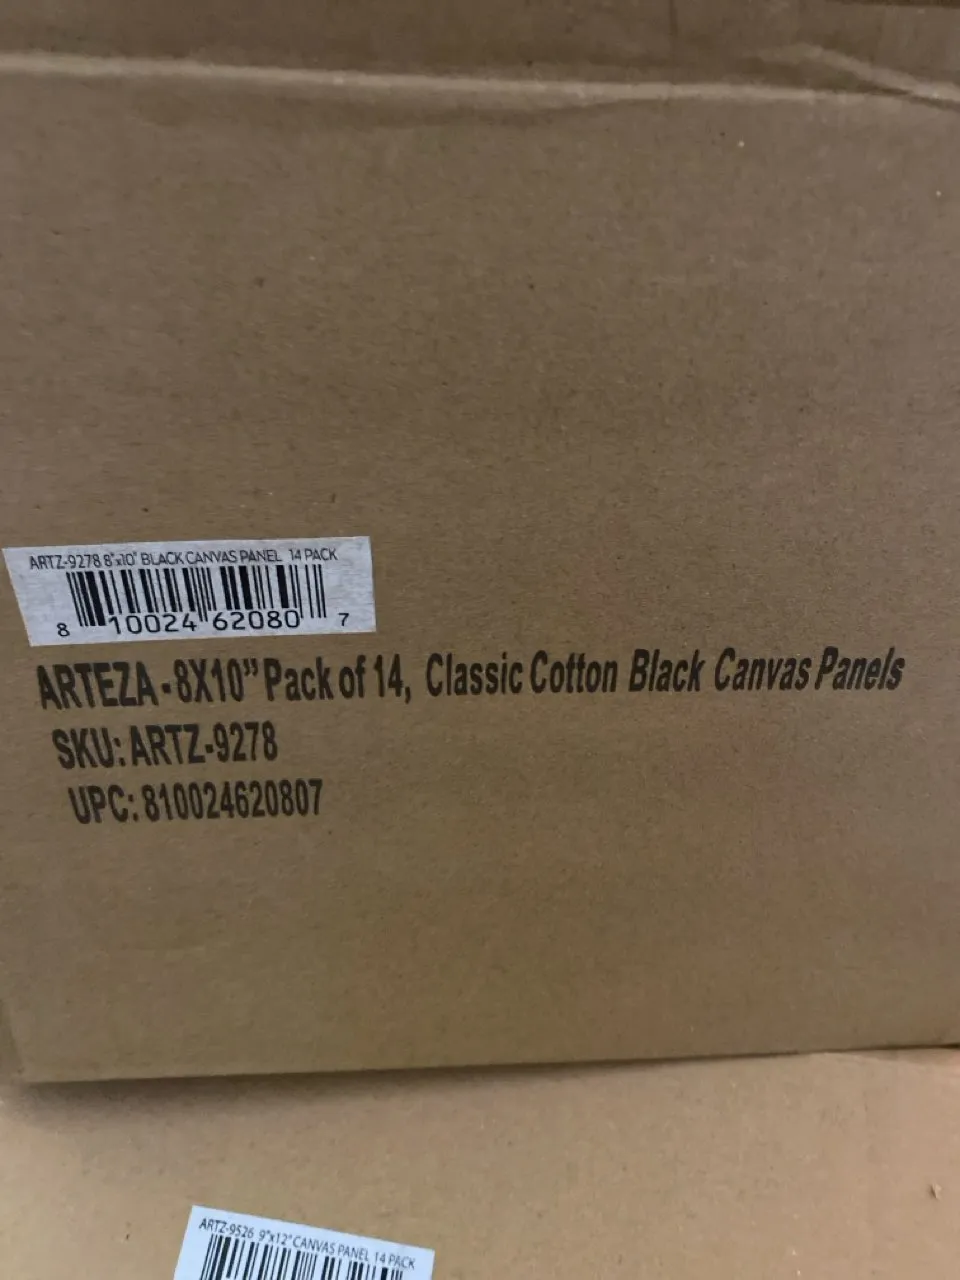 ARTZ-9278 8"x10" BLACK CANVAS PANEL 14 PACK
8 10024 62080 7
ARTEZA - 8X10” Pack of 14, Classic Cotton Black Canvas Panels
SKU: ARTZ-9278
UPC: 810024620807
ARTZ-9526 9"x12" CANVAS PANEL 14 PACK